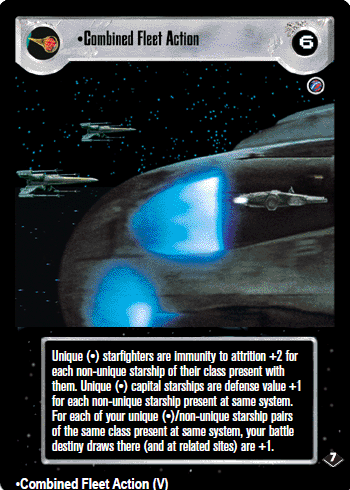 •Combined Fleet Action
6
Unique (•) starfighters are immunity to attrition +2 for
each non-unique starship of their class present with
them. Unique (•) capital starships are defense value +1
for each non-unique starship present at same system.
For each of your unique (•)/non-unique starship pairs
of the same class present at same system, your battle
destiny draws there (and at related sites) are +1.
7
•Combined Fleet Action (V)